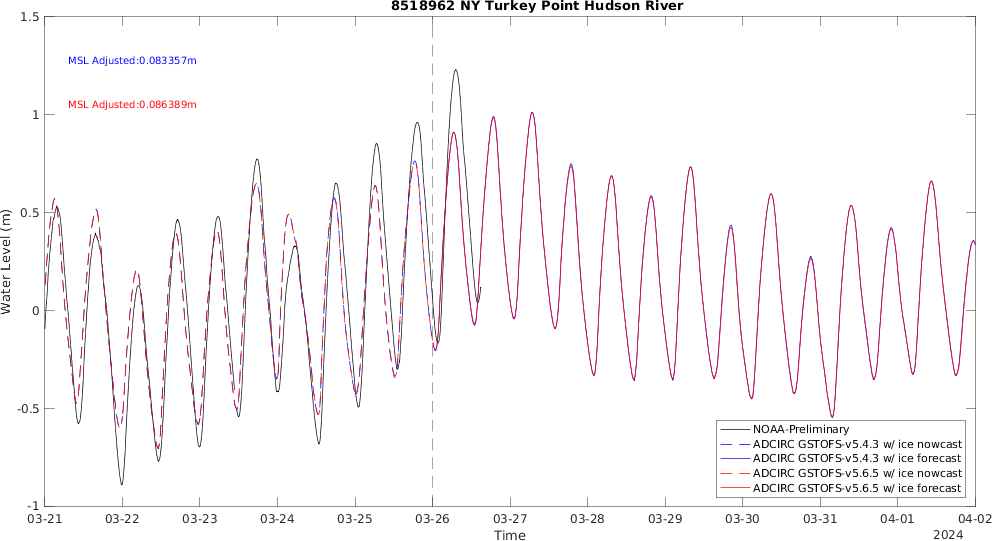 8518962 NY Turkey Point Hudson River
1.5
MSL Adjusted:0.083357m
MSL Adjusted:0.086389m
1
0.5
0
-0.5
-1
Water Level (m)
NOAA-Preliminary
ADCIRC GSTOFS-v5.4.3 w/ ice nowcast
ADCIRC GSTOFS-v5.4.3 w/ ice forecast
ADCIRC GSTOFS-v5.6.5 w/ ice nowcast
ADCIRC GSTOFS-v5.6.5 w/ ice forecast
03-21 03-22 03-23 03-24 03-25 03-26 03-27 03-28 03-29 03-30 03-31 04-01 04-02
Time
2024